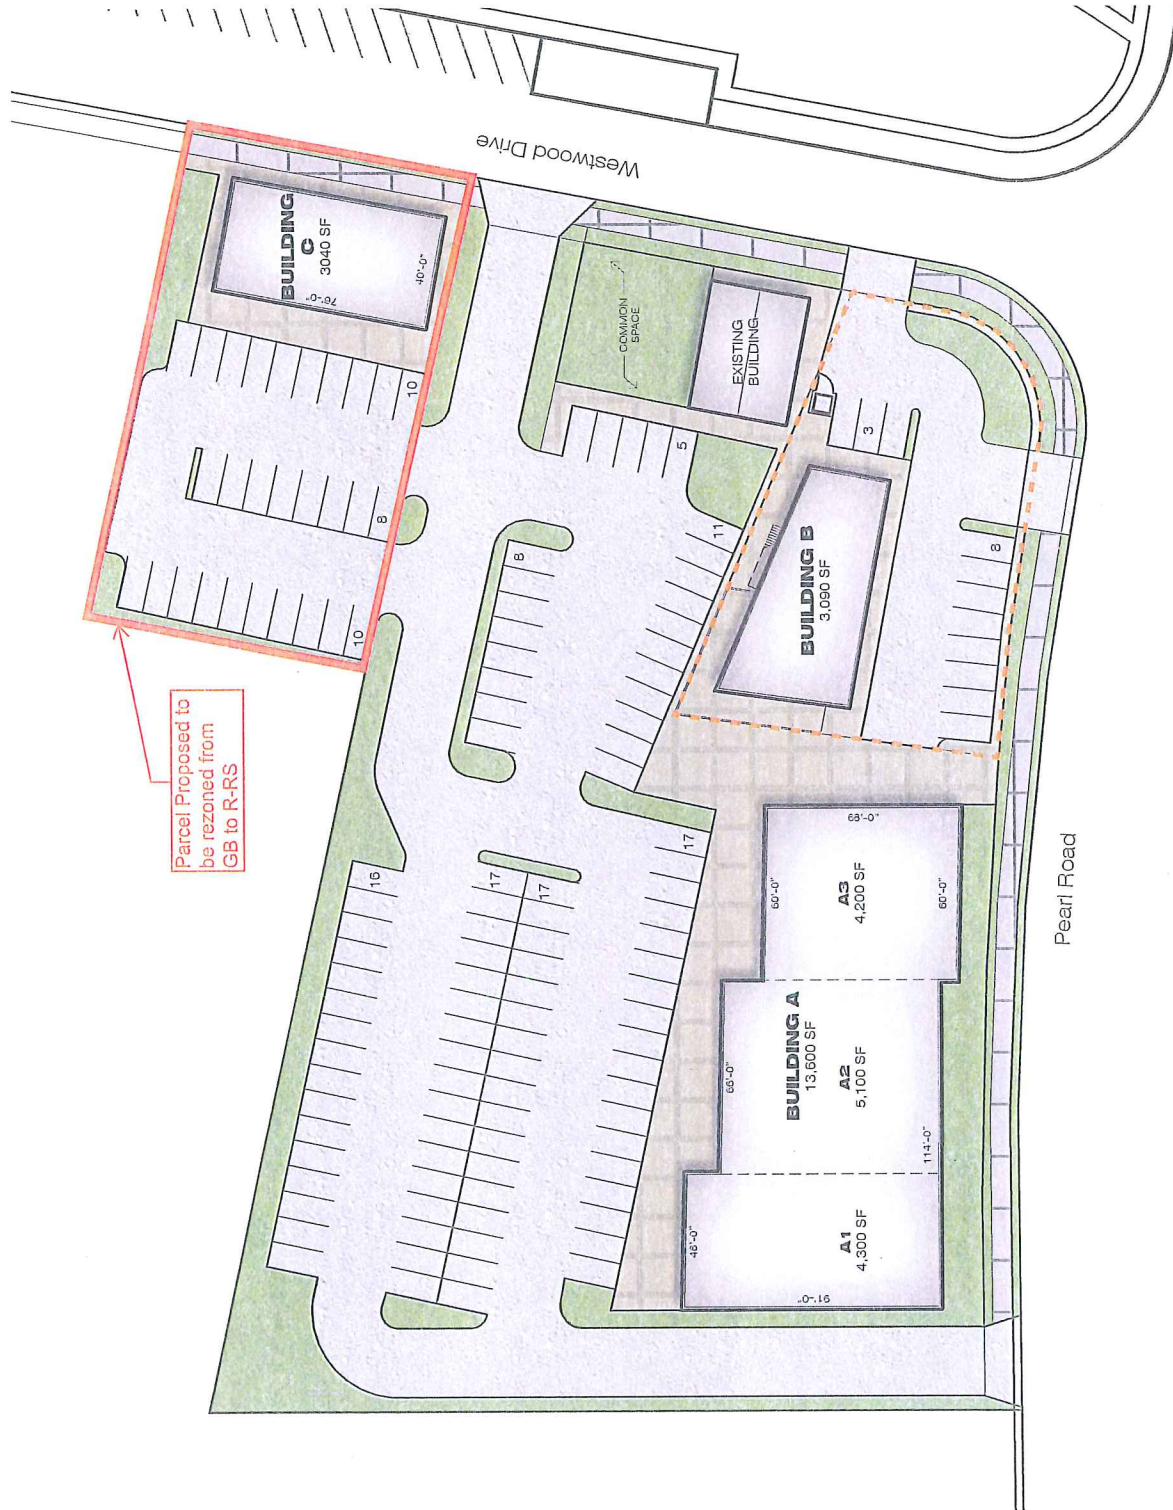 Westwood Drive
BUILDING
C
3040 SF
76'-0"
40'-0"
10
8
10
Parcel Proposed to
be rezoned from
GB to R-RS
COMMON
SPACE
EXISTING
BUILDING
5
3
8
11
BUILDING B
3,090 SF
8
16
17
17
17
BUILDING A
13,600 SF
A1
4,300 SF
A2
5,100 SF
A3
4,200 SF
46'-0"
66'-0"
60'-0"
60'-0"
114'-0"
91'-0"
Pearl Road